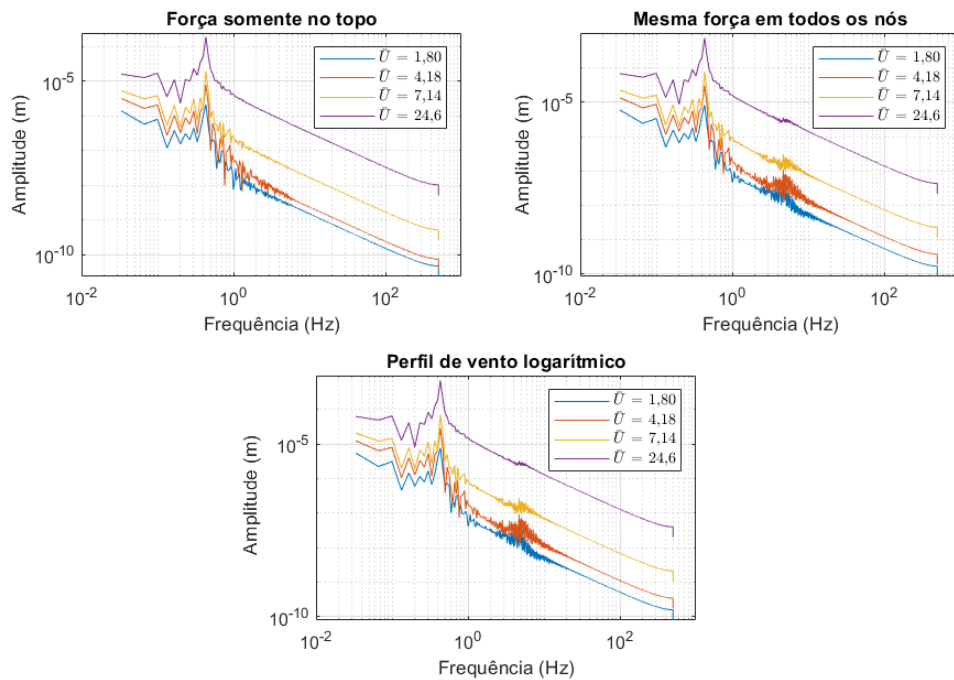 Força somente no topo
Amplitude (m)
10^-5
10^-10
Ū = 1,80
Ū = 4,18
Ū = 7,14
Ū = 24,6
10^-2
10^0
10^2
Frequência (Hz)
Mesma força em todos os nós
Amplitude (m)
10^-5
10^-10
Ū = 1,80
Ū = 4,18
Ū = 7,14
Ū = 24,6
10^-2
10^0
10^2
Frequência (Hz)
Perfil de vento logarítmico
Amplitude (m)
10^-5
10^-10
Ū = 1,80
Ū = 4,18
Ū = 7,14
Ū = 24,6
10^-2
10^0
10^2
Frequência (Hz)